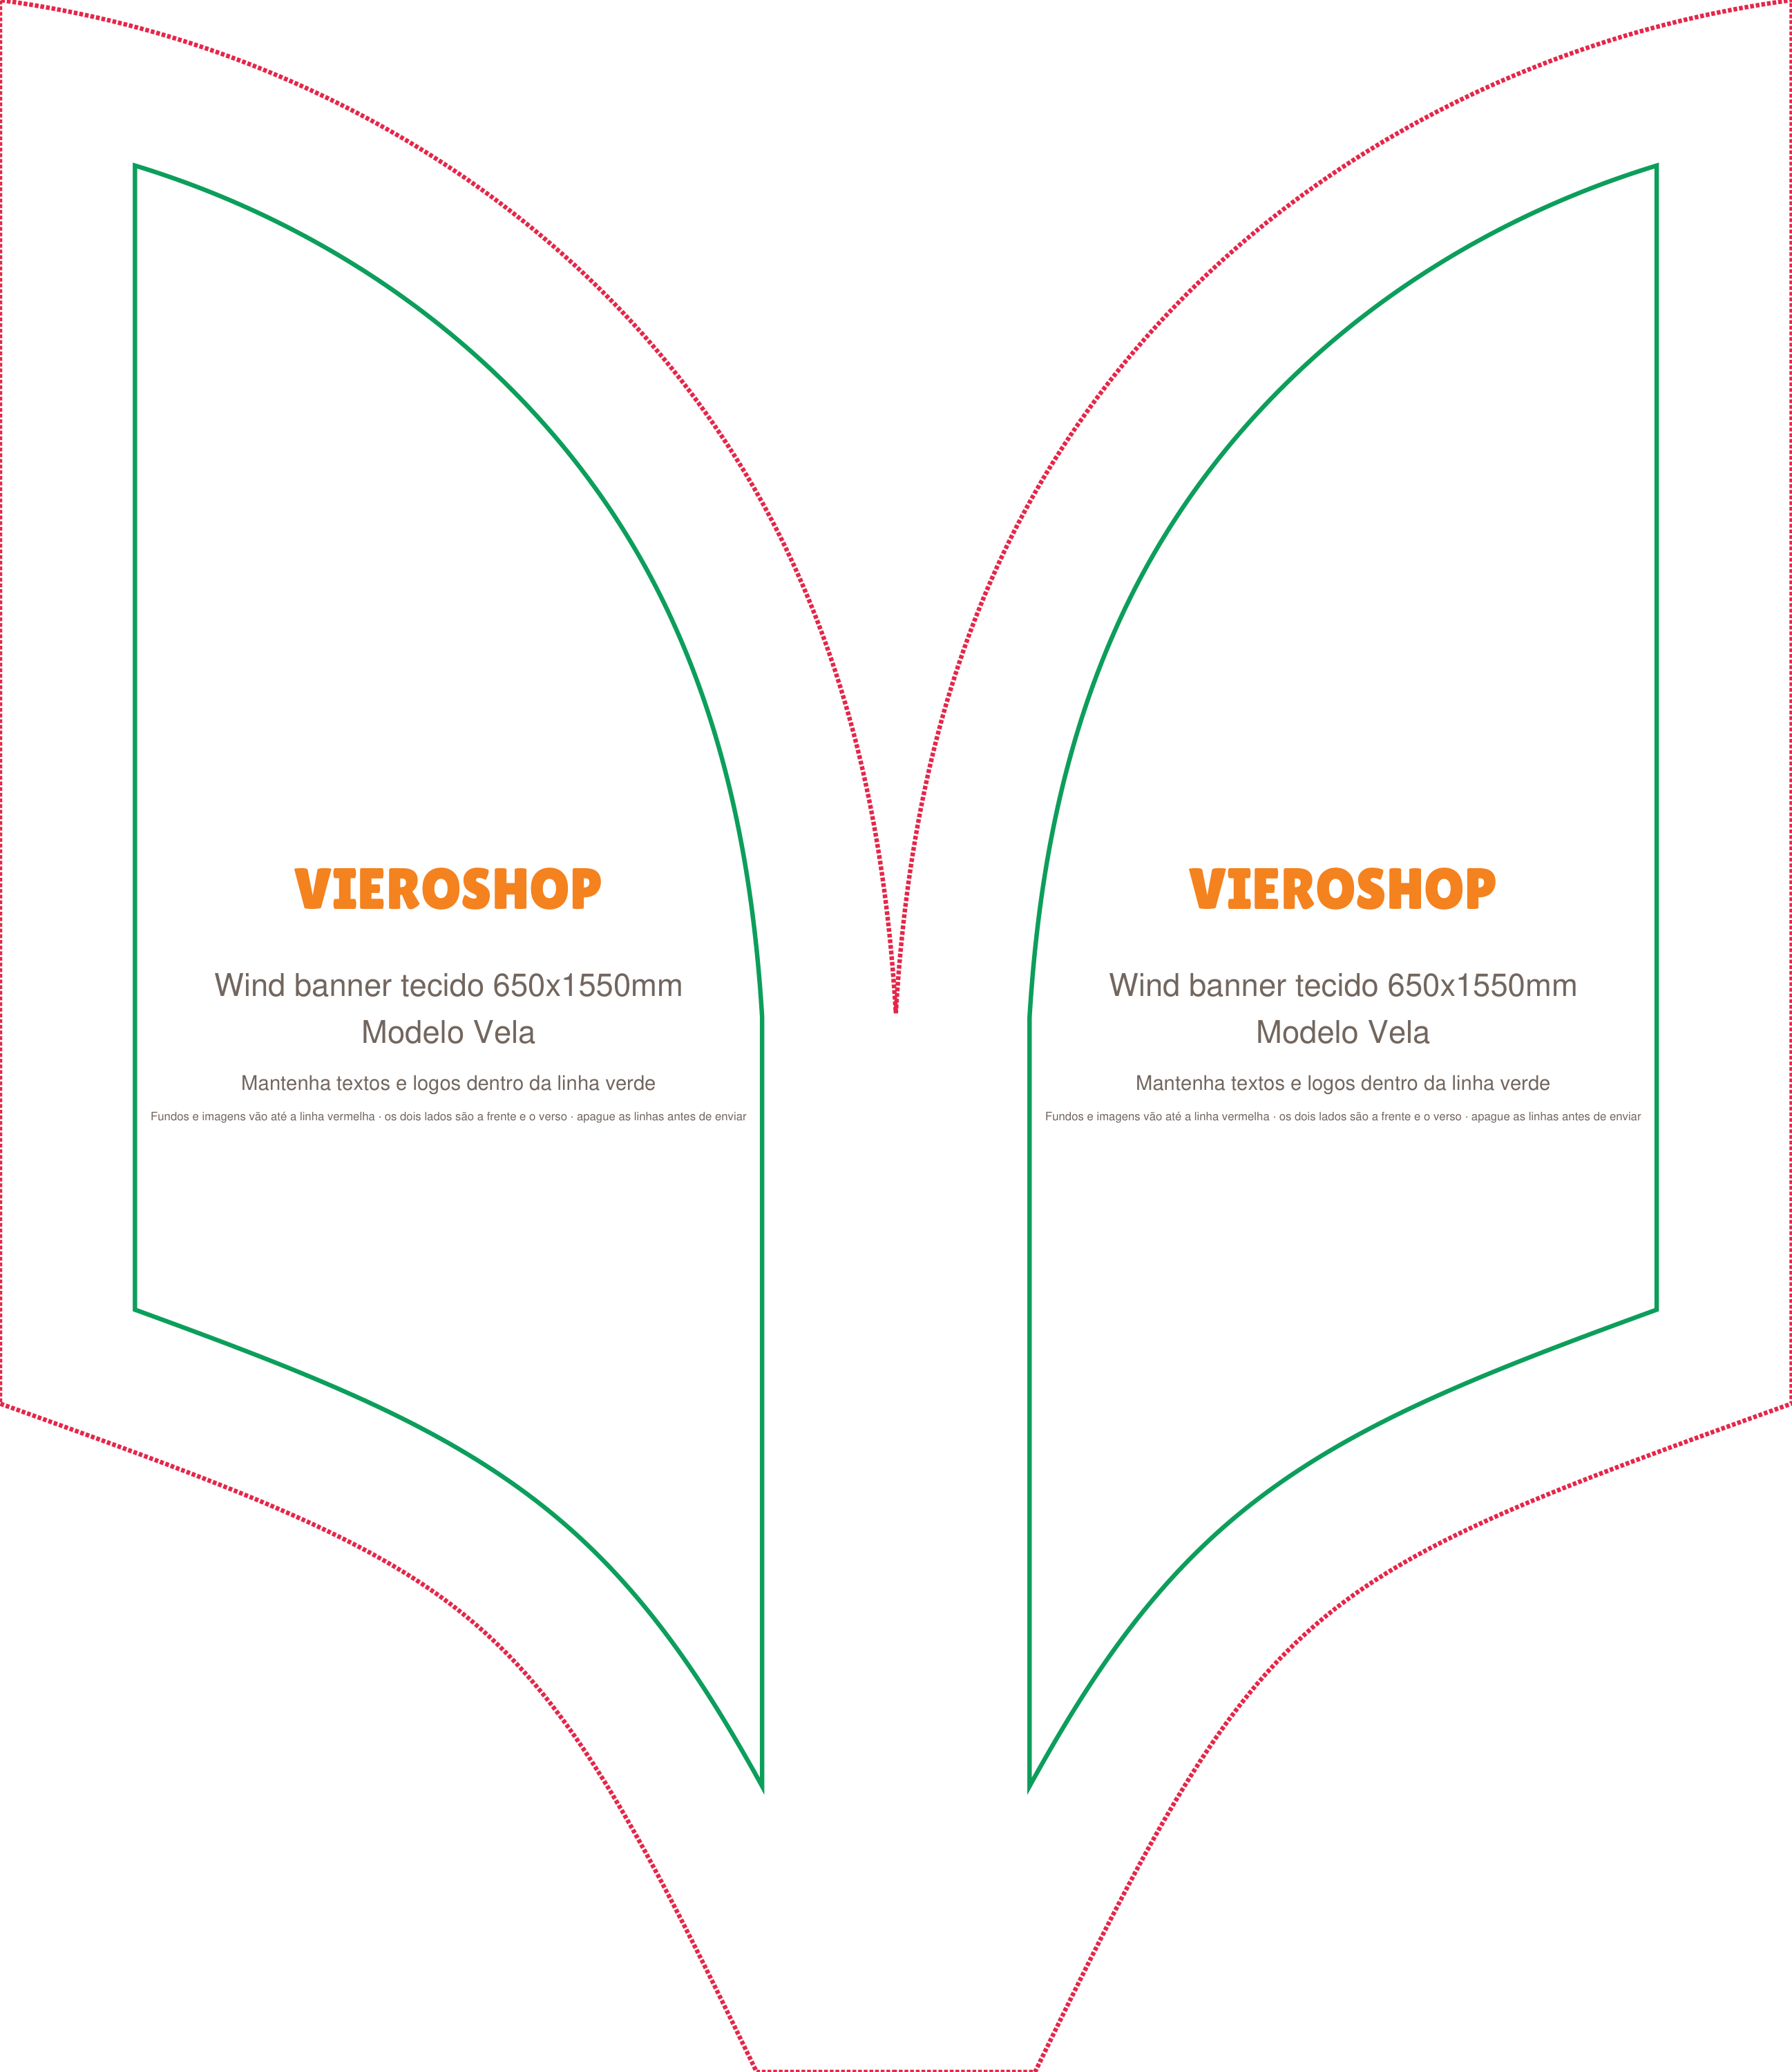 VIEROSHOP
Wind banner tecido 650x1550mm
Modelo Vela
Mantenha textos e logos dentro da linha verde
Fundos e imagens vão até a linha vermelha · os dois lados são a frente e o verso · apague as linhas antes de enviar
VIEROSHOP
Wind banner tecido 650x1550mm
Modelo Vela
Mantenha textos e logos dentro da linha verde
Fundos e imagens vão até a linha vermelha · os dois lados são a frente e o verso · apague as linhas antes de enviar